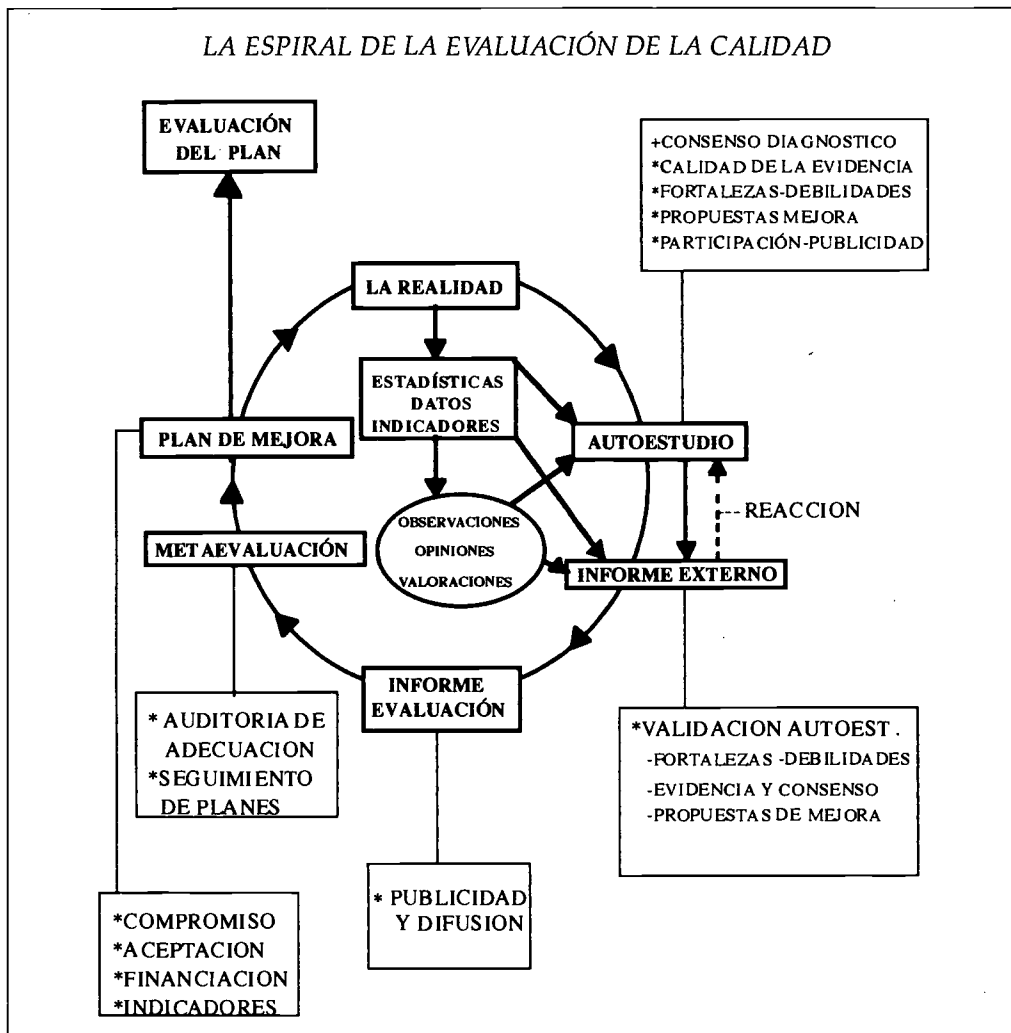 LA ESPIRAL DE LA EVALUACIÓN DE LA CALIDAD
EVALUACIÓN
DEL PLAN
+CONSENSO DIAGNOSTICO
*CALIDAD DE LA EVIDENCIA
*FORTALEZAS-DEBILIDADES
*PROPUESTAS MEJORA
*PARTICIPACIÓN-PUBLICIDAD
LA REALIDAD
ESTADÍSTICAS
DATOS
INDICADORES
PLAN DE MEJORA
AUTOESTUDIO
REACCION
OBSERVACIONES
OPINIONES
VALORACIONES
METAEVALUACIÓN
INFORME EXTERNO
INFORME
EVALUACIÓN
* AUDITORIA DE
ADECUACION
*SEGUIMIENTO
DE PLANES
*VALIDACION AUTOEST.
-FORTALEZAS -DEBILIDADES
-EVIDENCIA Y CONSENSO
-PROPUESTAS DE MEJORA
* PUBLICIDAD
Y DIFUSION
*COMPROMISO
*ACEPTACION
*FINANCIACION
*INDICADORES